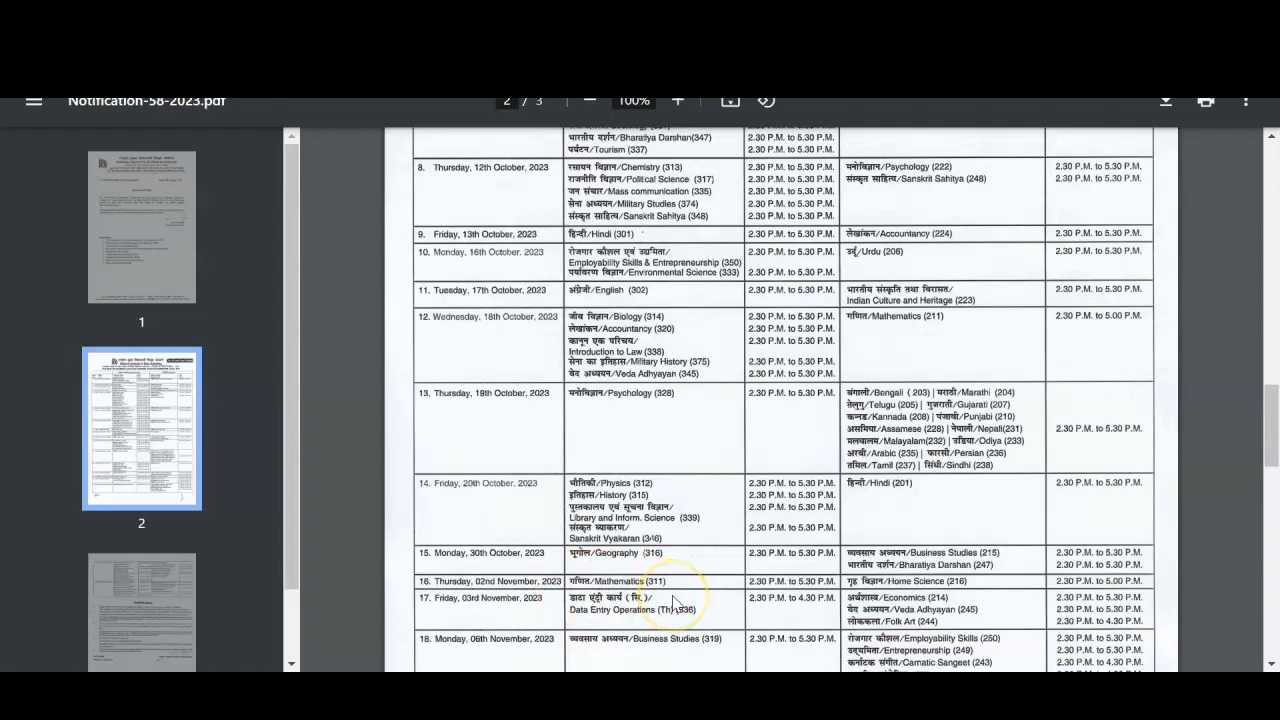 Notification-58-2023.pdf
2 / 3
100%
1
2
भारतीय दर्शन/Bharatiya Darshan(347) 2.30 P.M. to 5.30 P.M.
पर्यटन/Tourism (337) 2.30 P.M. to 5.30 P.M.
8. Thursday, 12th October, 2023 रसायन विज्ञान/Chemistry (313) 2.30 P.M. to 5.30 P.M. मनोविज्ञान/Psychology (222) 2.30 P.M. to 5.30 P.M.
राजनीति विज्ञान/Political Science (317) 2.30 P.M. to 5.30 P.M. संस्कृत साहित्य/Sanskrit Sahitya (248) 2.30 P.M. to 5.30 P.M.
जन संचार/Mass communication (335) 2.30 P.M. to 5.30 P.M.
सेना अध्ययन/Military Studies (374) 2.30 P.M. to 5.30 P.M.
संस्कृत साहित्य/Sanskrit Sahitya (348) 2.30 P.M. to 5.30 P.M.
9. Friday, 13th October, 2023 हिन्दी/Hindi (301) 2.30 P.M. to 5.30 P.M. लेखांकन/Accountancy (224) 2.30 P.M. to 5.30 P.M.
10. Monday, 16th October, 2023 रोजगार कौशल एवं उद्यमिता/ 2.30 P.M. to 5.30 P.M. उर्दू/Urdu (206) 2.30 P.M. to 5.30 P.M.
Employability Skills & Entrepreneurship (350)
पर्यावरण विज्ञान/Environmental Science (333) 2.30 P.M. to 5.30 P.M.
11. Tuesday, 17th October, 2023 अंग्रेजी/English (302) 2.30 P.M. to 5.30 P.M. भारतीय संस्कृति तथा विरासत/ 2.30 P.M. to 5.30 P.M.
Indian Culture and Heritage (223)
12. Wednesday, 18th October, 2023 जीव विज्ञान/Biology (314) 2.30 P.M. to 5.30 P.M. गणित/Mathematics (211) 2.30 P.M. to 5.00 P.M.
लेखांकन/Accountancy (320) 2.30 P.M. to 5.30 P.M.
कानून एक परिचय/ 2.30 P.M. to 5.30 P.M.
Introduction to Law (338)
सेना का इतिहास/Military History (375) 2.30 P.M. to 5.30 P.M.
वेद अध्ययन/Veda Adhyayan (345) 2.30 P.M. to 5.30 P.M.
13. Thursday, 19th October, 2023 मनोविज्ञान/Psychology (328) 2.30 P.M. to 5.30 P.M. बंगाली/Bengali ( 203) | मराठी/Marathi (204)
तेलुगु/Telugu (205) | गुजराती/Gujarati (207)
कन्नड/Kannada (208) | पंजाबी/Punjabi (210)
असमिया/Assamese (228) | नेपाली/Nepali(231) 2.30 P.M. to 5.30 P.M.
मलयालम/Malayalam(232) | उडिया/Odiya (233)
अरबी/Arabic (235) | फारसी/Persian (236)
तमिल/Tamil (237) | सिंधी/Sindhi (238)
14. Friday, 20th October, 2023 भौतिकी/Physics (312) 2.30 P.M. to 5.30 P.M. हिन्दी/Hindi (201) 2.30 P.M. to 5.30 P.M.
इतिहास/History (315) 2.30 P.M. to 5.30 P.M.
पुस्तकालय एवं सूचना विज्ञान/ 2.30 P.M. to 5.30 P.M.
Library and Inform. Science (339)
संस्कृत व्याकरण/ 2.30 P.M. to 5.30 P.M.
Sanskrit Vyakaran (346)
15. Monday, 30th October, 2023 भूगोल/Geography (316) 2.30 P.M. to 5.30 P.M. व्यवसाय अध्ययन/Business Studies (215) 2.30 P.M. to 5.30 P.M.
भारतीय दर्शन/Bharatiya Darshan (247) 2.30 P.M. to 5.30 P.M.
16. Thursday, 02nd November, 2023 गणित/Mathematics (311) 2.30 P.M. to 5.30 P.M. गृह विज्ञान/Home Science (216) 2.30 P.M. to 5.00 P.M.
17. Friday, 03rd November, 2023 डाटा एंट्री कार्य ( सि.)/ 2.30 P.M. to 4.30 P.M. अर्थशास्त्र/Economics (214) 2.30 P.M. to 5.30 P.M.
Data Entry Operations (Th) (336) वेद अध्ययन/Veda Adhyayan (245) 2.30 P.M. to 5.30 P.M.
लोककला/Folk Art (244) 2.30 P.M. to 4.30 P.M.
18. Monday, 06th November, 2023 व्यवसाय अध्ययन/Business Studies (319) 2.30 P.M. to 5.30 P.M. रोजगार कौशल/Employability Skills (250) 2.30 P.M. to 5.30 P.M.
उद्यमिता/Entrepreneurship (249) 2.30 P.M. to 5.30 P.M.
कर्नाटक संगीत/Carnatic Sangeet (243) 2.30 P.M. to 4.30 P.M.